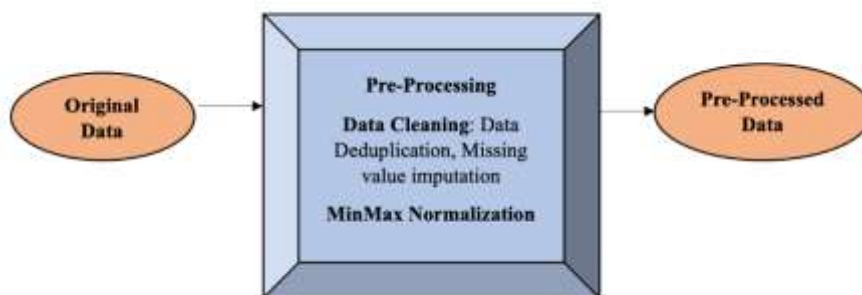 Original
Data
Pre-Processing
Data Cleaning: Data
Deduplication, Missing
value imputation
MinMax Normalization
Pre-Processed
Data